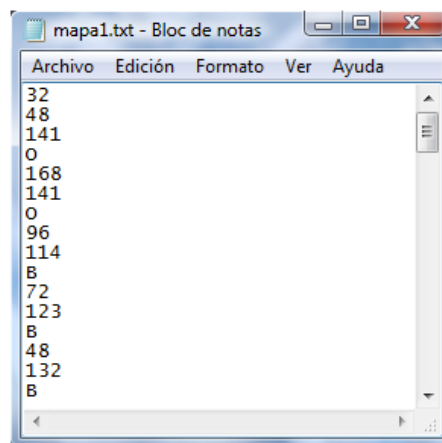 mapa1.txt - Bloc de notas
Archivo Edición Formato Ver Ayuda
32
48
141
O
168
141
O
96
114
B
72
123
B
48
132
B